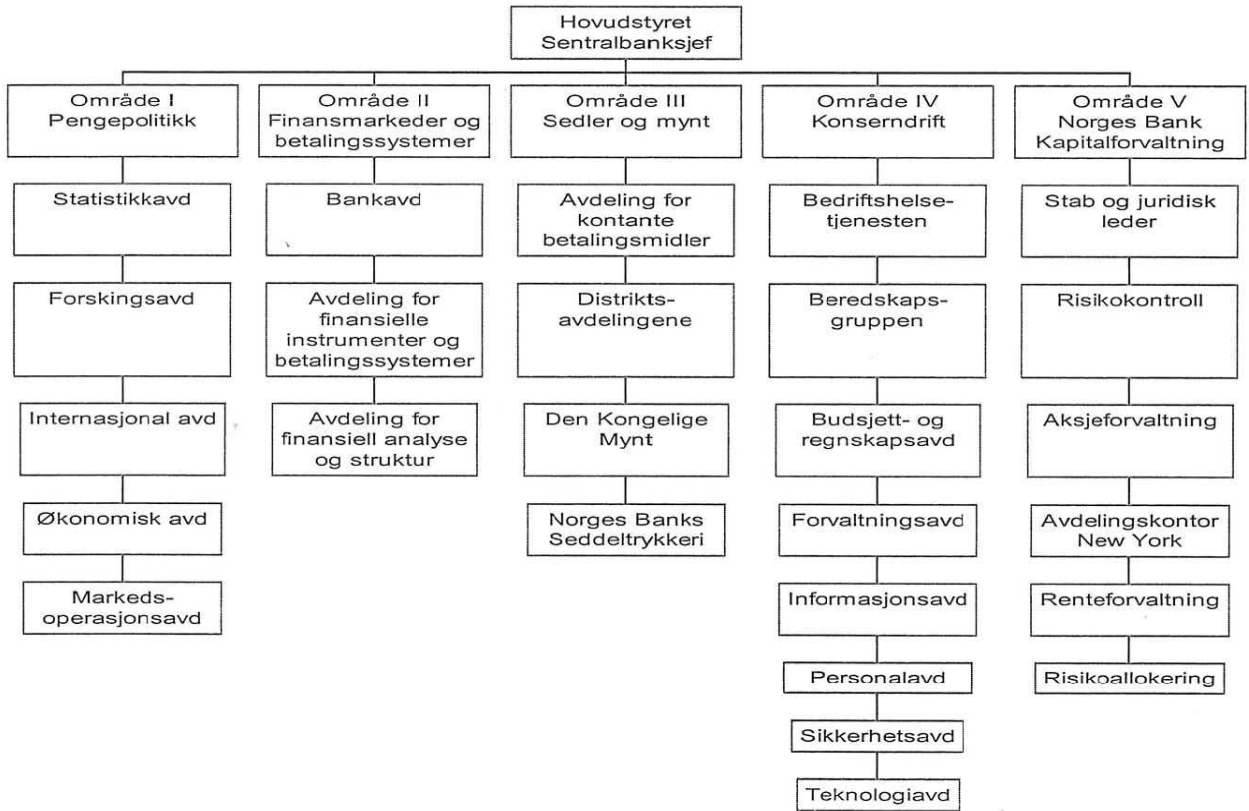 Hovudstyret
Sentralbanksjef
Område I
Pengepolitikk
Statistikkavd
Forskingsavd
Internasjonal avd
Økonomisk avd
Markeds-
operasjonsavd
Område II
Finansmarkeder og
betalingssystemer
Bankavd
Avdeling for
finansielle
instrumenter og
betalingssystemer
Avdeling for
finansiell analyse
og struktur
Område III
Sedler og mynt
Avdeling for
kontante
betalingsmidler
Distrikts-
avdelingene
Den Kongelige
Mynt
Norges Banks
Seddeltrykkeri
Område IV
Konserndrift
Bedriftshelse-
tjenesten
Beredskaps-
gruppen
Budsjett- og
regnskapsavd
Forvaltningsavd
Informasjonsavd
Personalavd
Sikkerhetsavd
Teknologiavd
Område V
Norges Bank
Kapitalforvaltning
Stab og juridisk
leder
Risikokontroll
Aksjeforvaltning
Avdelingskontor
New York
Renteforvaltning
Risikoallokering